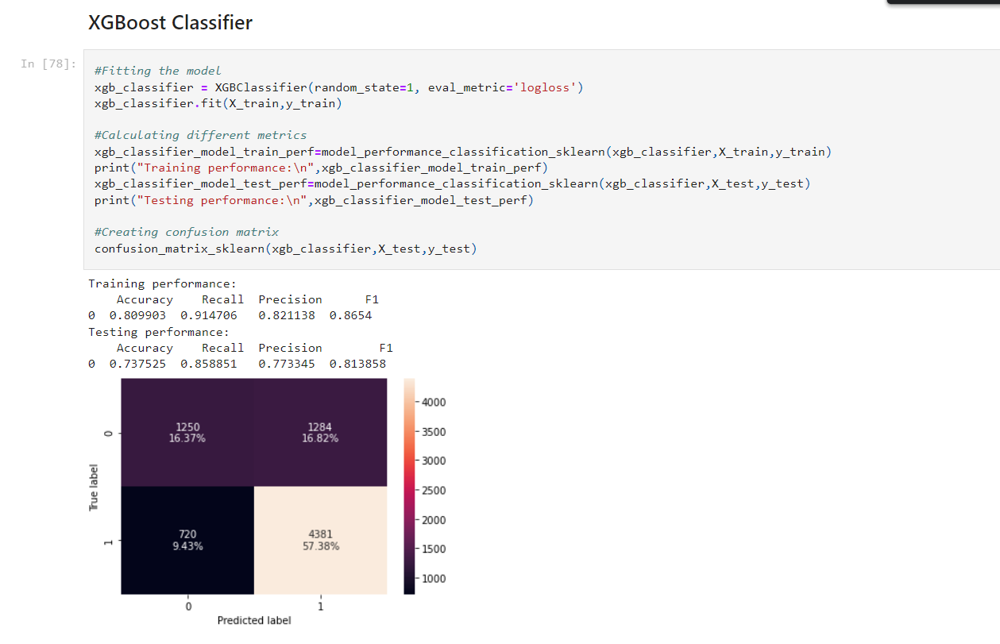 XGBoost Classifier
In [78]:
#Fitting the model
xgb_classifier = XGBClassifier(random_state=1, eval_metric='logloss')
xgb_classifier.fit(X_train,y_train)
#Calculating different metrics
xgb_classifier_model_train_perf=model_performance_classification_sklearn(xgb_classifier,X_train,y_train)
print("Training performance:\n",xgb_classifier_model_train_perf)
xgb_classifier_model_test_perf=model_performance_classification_sklearn(xgb_classifier,X_test,y_test)
print("Testing performance:\n",xgb_classifier_model_test_perf)
#Creating confusion matrix
confusion_matrix_sklearn(xgb_classifier,X_test,y_test)
Training performance:
Accuracy Recall Precision F1
0 0.809903 0.914706 0.821138 0.8654
Testing performance:
Accuracy Recall Precision F1
0 0.737525 0.858851 0.773345 0.813858
True label
0
1
1250
16.37%
1284
16.82%
720
9.43%
4381
57.38%
0 1
Predicted label
4000
3500
3000
2500
2000
1500
1000